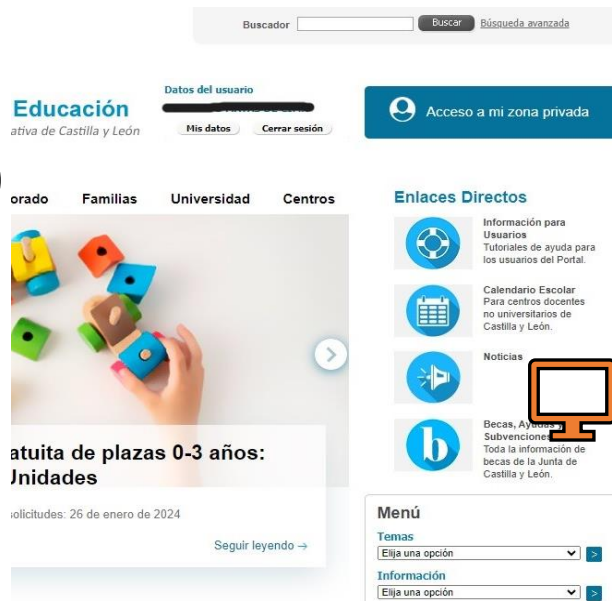 Buscador
Buscar
Búsqueda avanzada
Educación
ativa de Castilla y León
Datos del usuario
Mis datos
Cerrar sesión
Acceso a mi zona privada
orado
Familias
Universidad
Centros
atuita de plazas 0-3 años:
Unidades
solicitudes: 26 de enero de 2024
Seguir leyendo →
Enlaces Directos
Información para
Usuarios
Tutoriales de ayuda para
los usuarios del Portal.
Calendario Escolar
Para centros docentes
no universitarios de
Castilla y León.
Noticias
b
Becas, Ayudas y
Subvenciones
Toda la información de
becas de la Junta de
Castilla y León.
Menú
Temas
Elija una opción
>
Información
Elija una opción
>